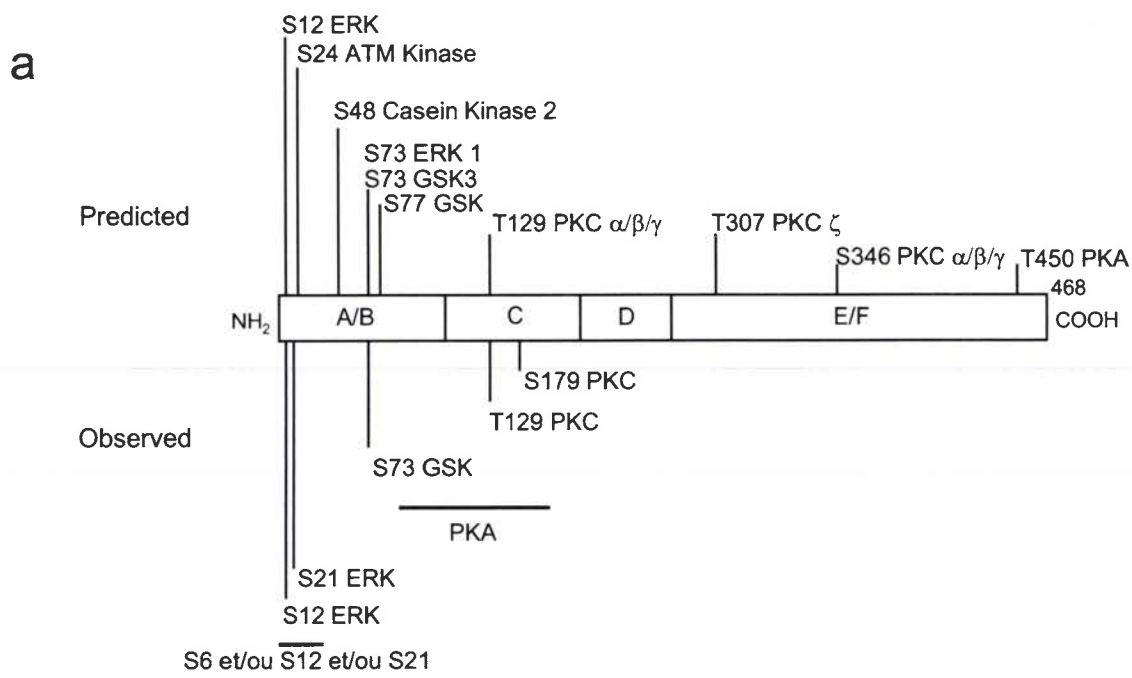 a
S12 ERK
S24 ATM Kinase
S48 Casein Kinase 2
S73 ERK 1
S73 GSK3
S77 GSK
Predicted
T129 PKC α/β/γ
T307 PKC ζ
S346 PKC α/β/γ
T450 PKA
468
NH2
A/B
C
D
E/F
COOH
S179 PKC
T129 PKC
Observed
S73 GSK
PKA
S21 ERK
S12 ERK
S6 et/ou S12 et/ou S21